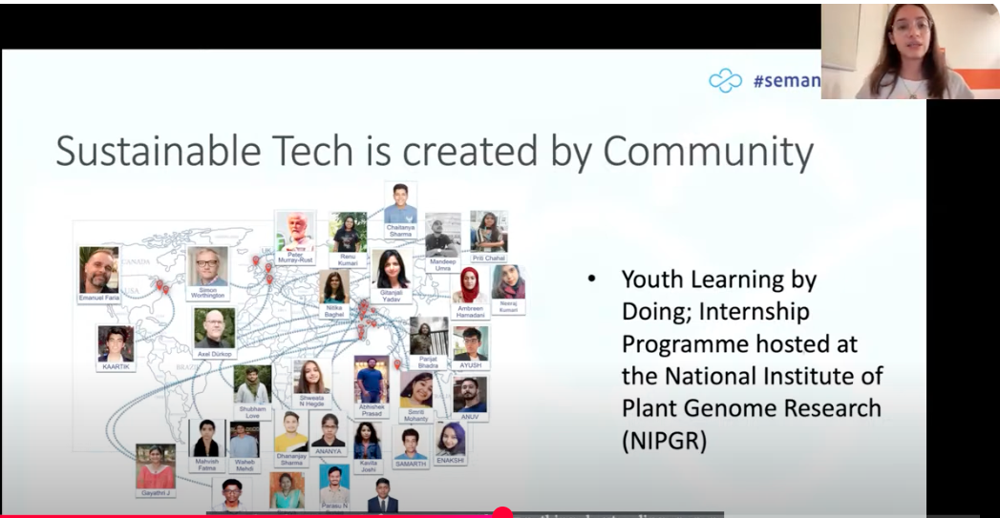 #seman
Sustainable Tech is created by Community
Chaitanya
Sharma
Peter
Murray-Rust
Ranu
Kumari
Mandeep
Priti Chahal
CANADA
UK
Emanuel Faria
USA
Simon
Worthington
Gitanjali
Yadav
Nitika
Baghel
Ambreen
Hamadani
Kumari
Axel Dürkop
KAARTIK
BRAZIL
Parijat
Bhadra
AYUSH
Shubham
Love
Shweata
N Hegde
Abhishek
Prasad
Smriti
Mohanty
ANUV
Mahvish
Fatma
Waheb
Mehdi
Dhananjay
Sharma
ANANYA
Kavita
Joshi
SAMARTH
ENAKSHI
Gayathri J
Parasu N
• Youth Learning by
Doing; Internship
Programme hosted at
the National Institute of
Plant Genome Research
(NIPGR)